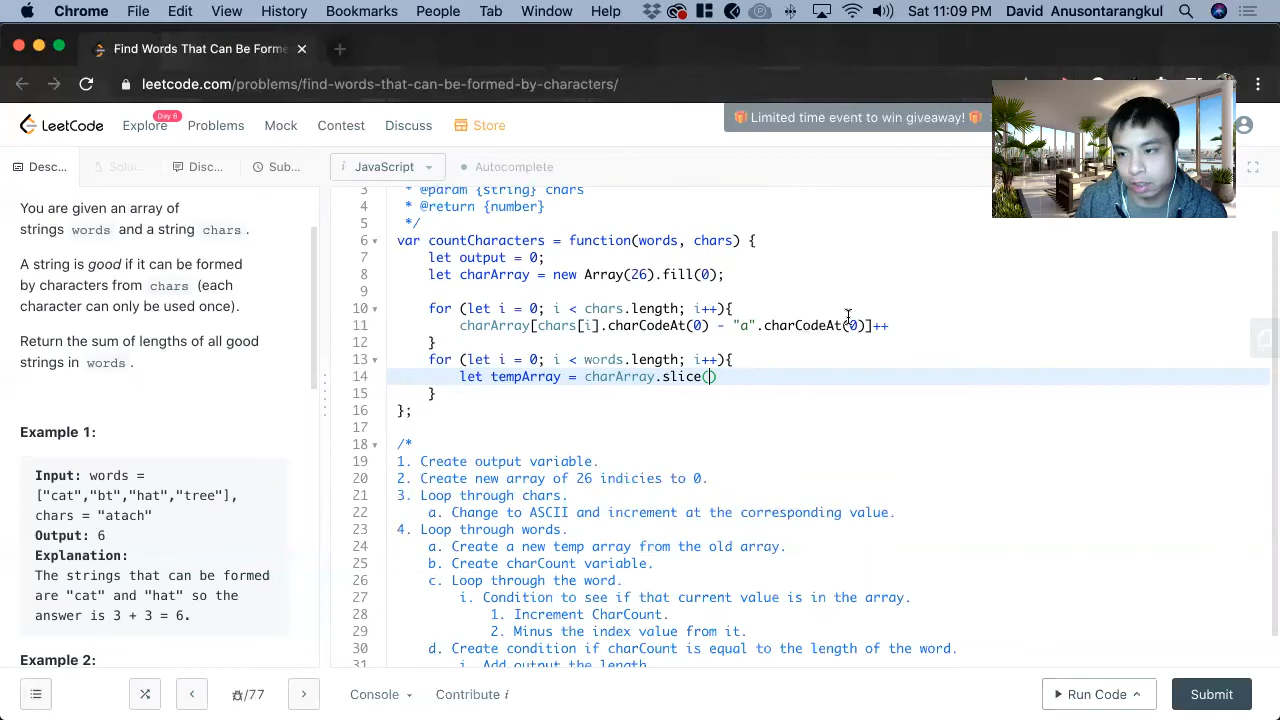 Chrome File Edit View History Bookmarks People Tab Window Help Sat 11:09 PM David Anusontarangkul
Find Words That Can Be Form
leetcode.com/problems/find-words-that-can-be-formed-by-characters/
LeetCode Explore Day 6 Problems Mock Contest Discuss Store
🎁 Limited time event to win giveaway! 🎁
Desc... Soluc... Disc... Sub... i JavaScript Autocomplete
You are given an array of
strings words and a string chars.
A string is good if it can be formed
by characters from chars (each
character can only be used once).
Return the sum of lengths of all good
strings in words.
Example 1:
Input: words =
["cat","bt","hat","tree"],
chars = "atach"
Output: 6
Explanation:
The strings that can be formed
are "cat" and "hat" so the
answer is 3 + 3 = 6.
Example 2:
3 * @param {string} chars
4 * @return {number}
5 */
6 var countCharacters = function(words, chars) {
7 let output = 0;
8 let charArray = new Array(26).fill(0);
9
10 for (let i = 0; i < chars.length; i++){
11 charArray[chars[i].charCodeAt(0) - "a".charCodeAt(0)]++
12 }
13 for (let i = 0; i < words.length; i++){
14 let tempArray = charArray.slice()
15 }
16 };
17
18 /*
19 1. Create output variable.
20 2. Create new array of 26 indicies to 0.
21 3. Loop through chars.
22 a. Change to ASCII and increment at the corresponding value.
23 4. Loop through words.
24 a. Create a new temp array from the old array.
25 b. Create charCount variable.
26 c. Loop through the word.
27 i. Condition to see if that current value is in the array.
28 1. Increment CharCount.
29 2. Minus the index value from it.
30 d. Create condition if charCount is equal to the length of the word.
31 i. Add output the length
/77 Console Contribute i Run Code Submit